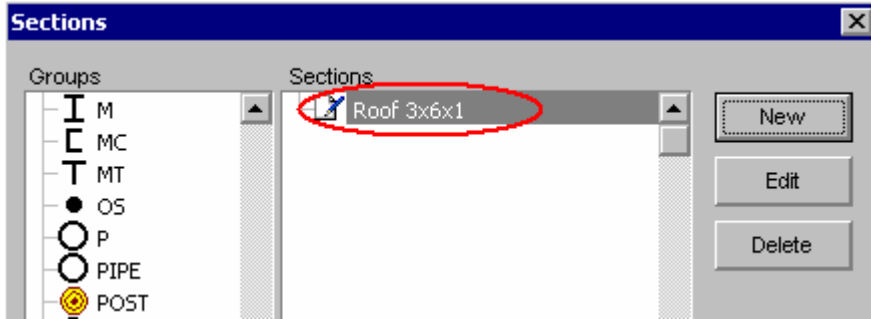 Sections
Groups
Sections
M
MC
MT
OS
P
PIPE
POST
Roof 3x6x1
New
Edit
Delete